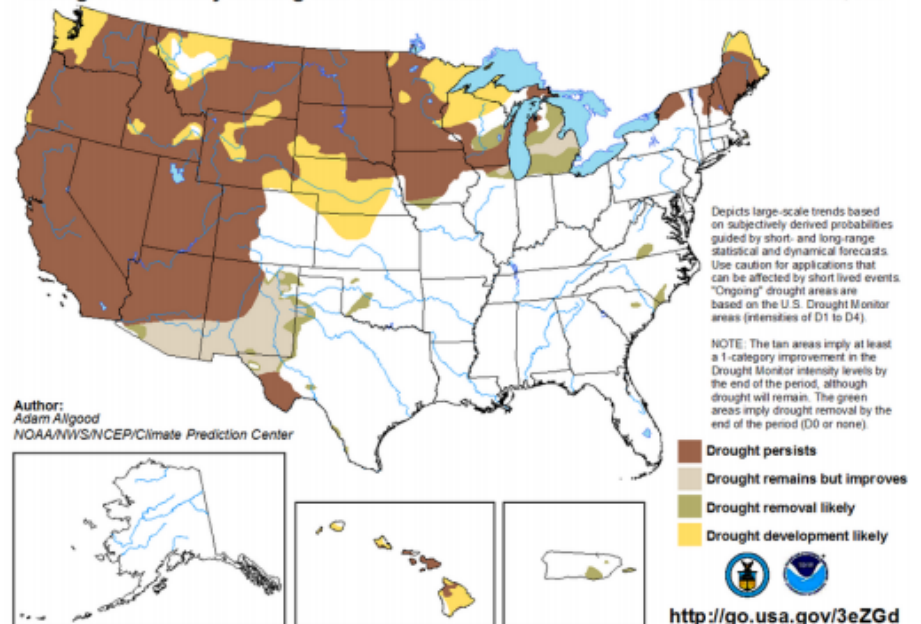 Depicts large-scale trends based
on subjectively derived probabilities
guided by short- and long-range
statistical and dynamical forecasts.
Use caution for applications that
can be affected by short lived events.
"Ongoing" drought areas are
based on the U.S. Drought Monitor
areas (intensities of D1 to D4).
NOTE: The tan areas imply at least
a 1-category improvement in the
Drought Monitor intensity levels by
the end of the period, although
drought will remain. The green
areas imply drought removal by the
end of the period (D0 or none).
Author:
Adam Allgood
NOAA/NWS/NCEP/Climate Prediction Center
Drought persists
Drought remains but improves
Drought removal likely
Drought development likely
http://go.usa.gov/3eZGd